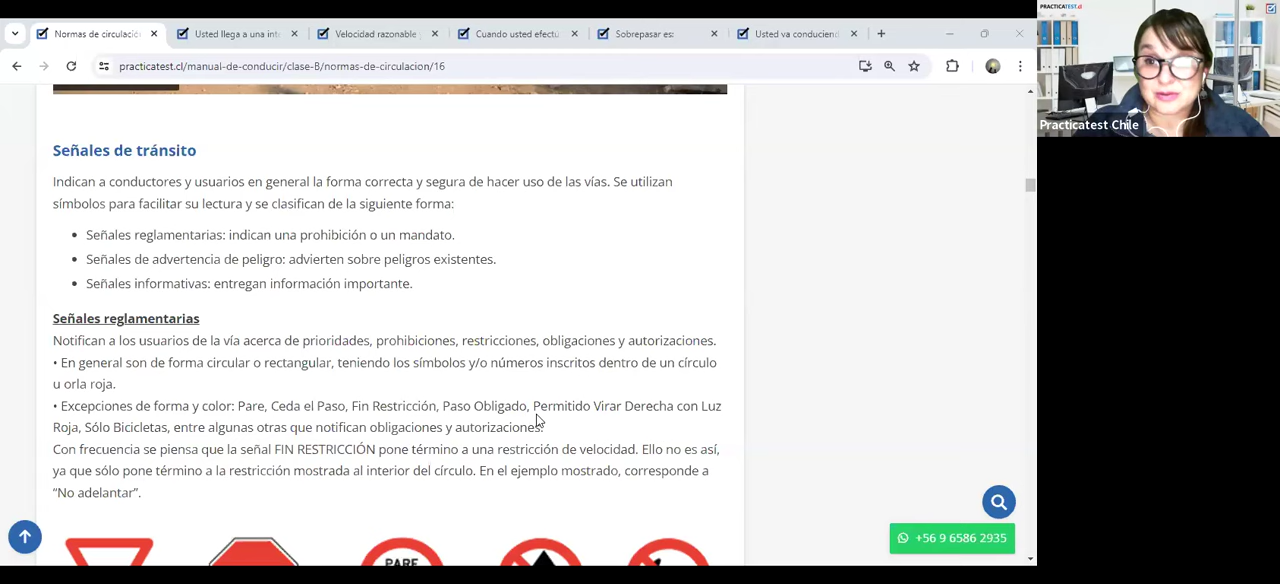 Normas de circulació
Usted llega a una inte
Velocidad razonable
Cuando usted efectú
Sobrepasar es:
Usted va conduciend
practicatest.cl/manual-de-conducir/clase-B/normas-de-circulacion/16
PRACTICATEST.cl
Practicatest Chile
Señales de tránsito
Indican a conductores y usuarios en general la forma correcta y segura de hacer uso de las vías. Se utilizan
símbolos para facilitar su lectura y se clasifican de la siguiente forma:
• Señales reglamentarias: indican una prohibición o un mandato.
• Señales de advertencia de peligro: advierten sobre peligros existentes.
• Señales informativas: entregan información importante.
Señales reglamentarias
Notifican a los usuarios de la vía acerca de prioridades, prohibiciones, restricciones, obligaciones y autorizaciones.
• En general son de forma circular o rectangular, teniendo los símbolos y/o números inscritos dentro de un círculo
u orla roja.
• Excepciones de forma y color: Pare, Ceda el Paso, Fin Restricción, Paso Obligado, Permitido Virar Derecha con Luz
Roja, Sólo Bicicletas, entre algunas otras que notifican obligaciones y autorizaciones.
Con frecuencia se piensa que la señal FIN RESTRICCIÓN pone término a una restricción de velocidad. Ello no es así,
ya que sólo pone término a la restricción mostrada al interior del círculo. En el ejemplo mostrado, corresponde a
“No adelantar”.
PARE
+56 9 6586 2935